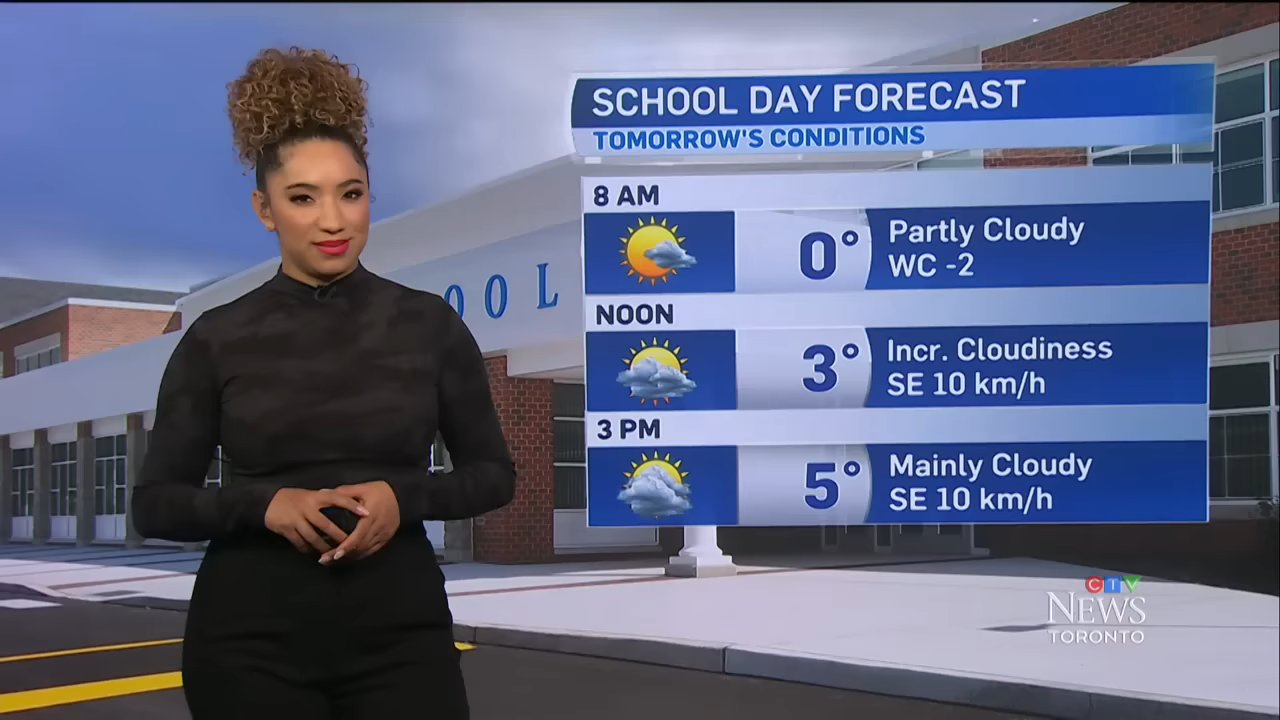 SCHOOL DAY FORECAST
TOMORROW'S CONDITIONS
8 AM
0° Partly Cloudy
WC -2
NOON
OOL
3° Incr. Cloudiness
SE 10 km/h
3 PM
5° Mainly Cloudy
SE 10 km/h
CTV
NEWS
TORONTO